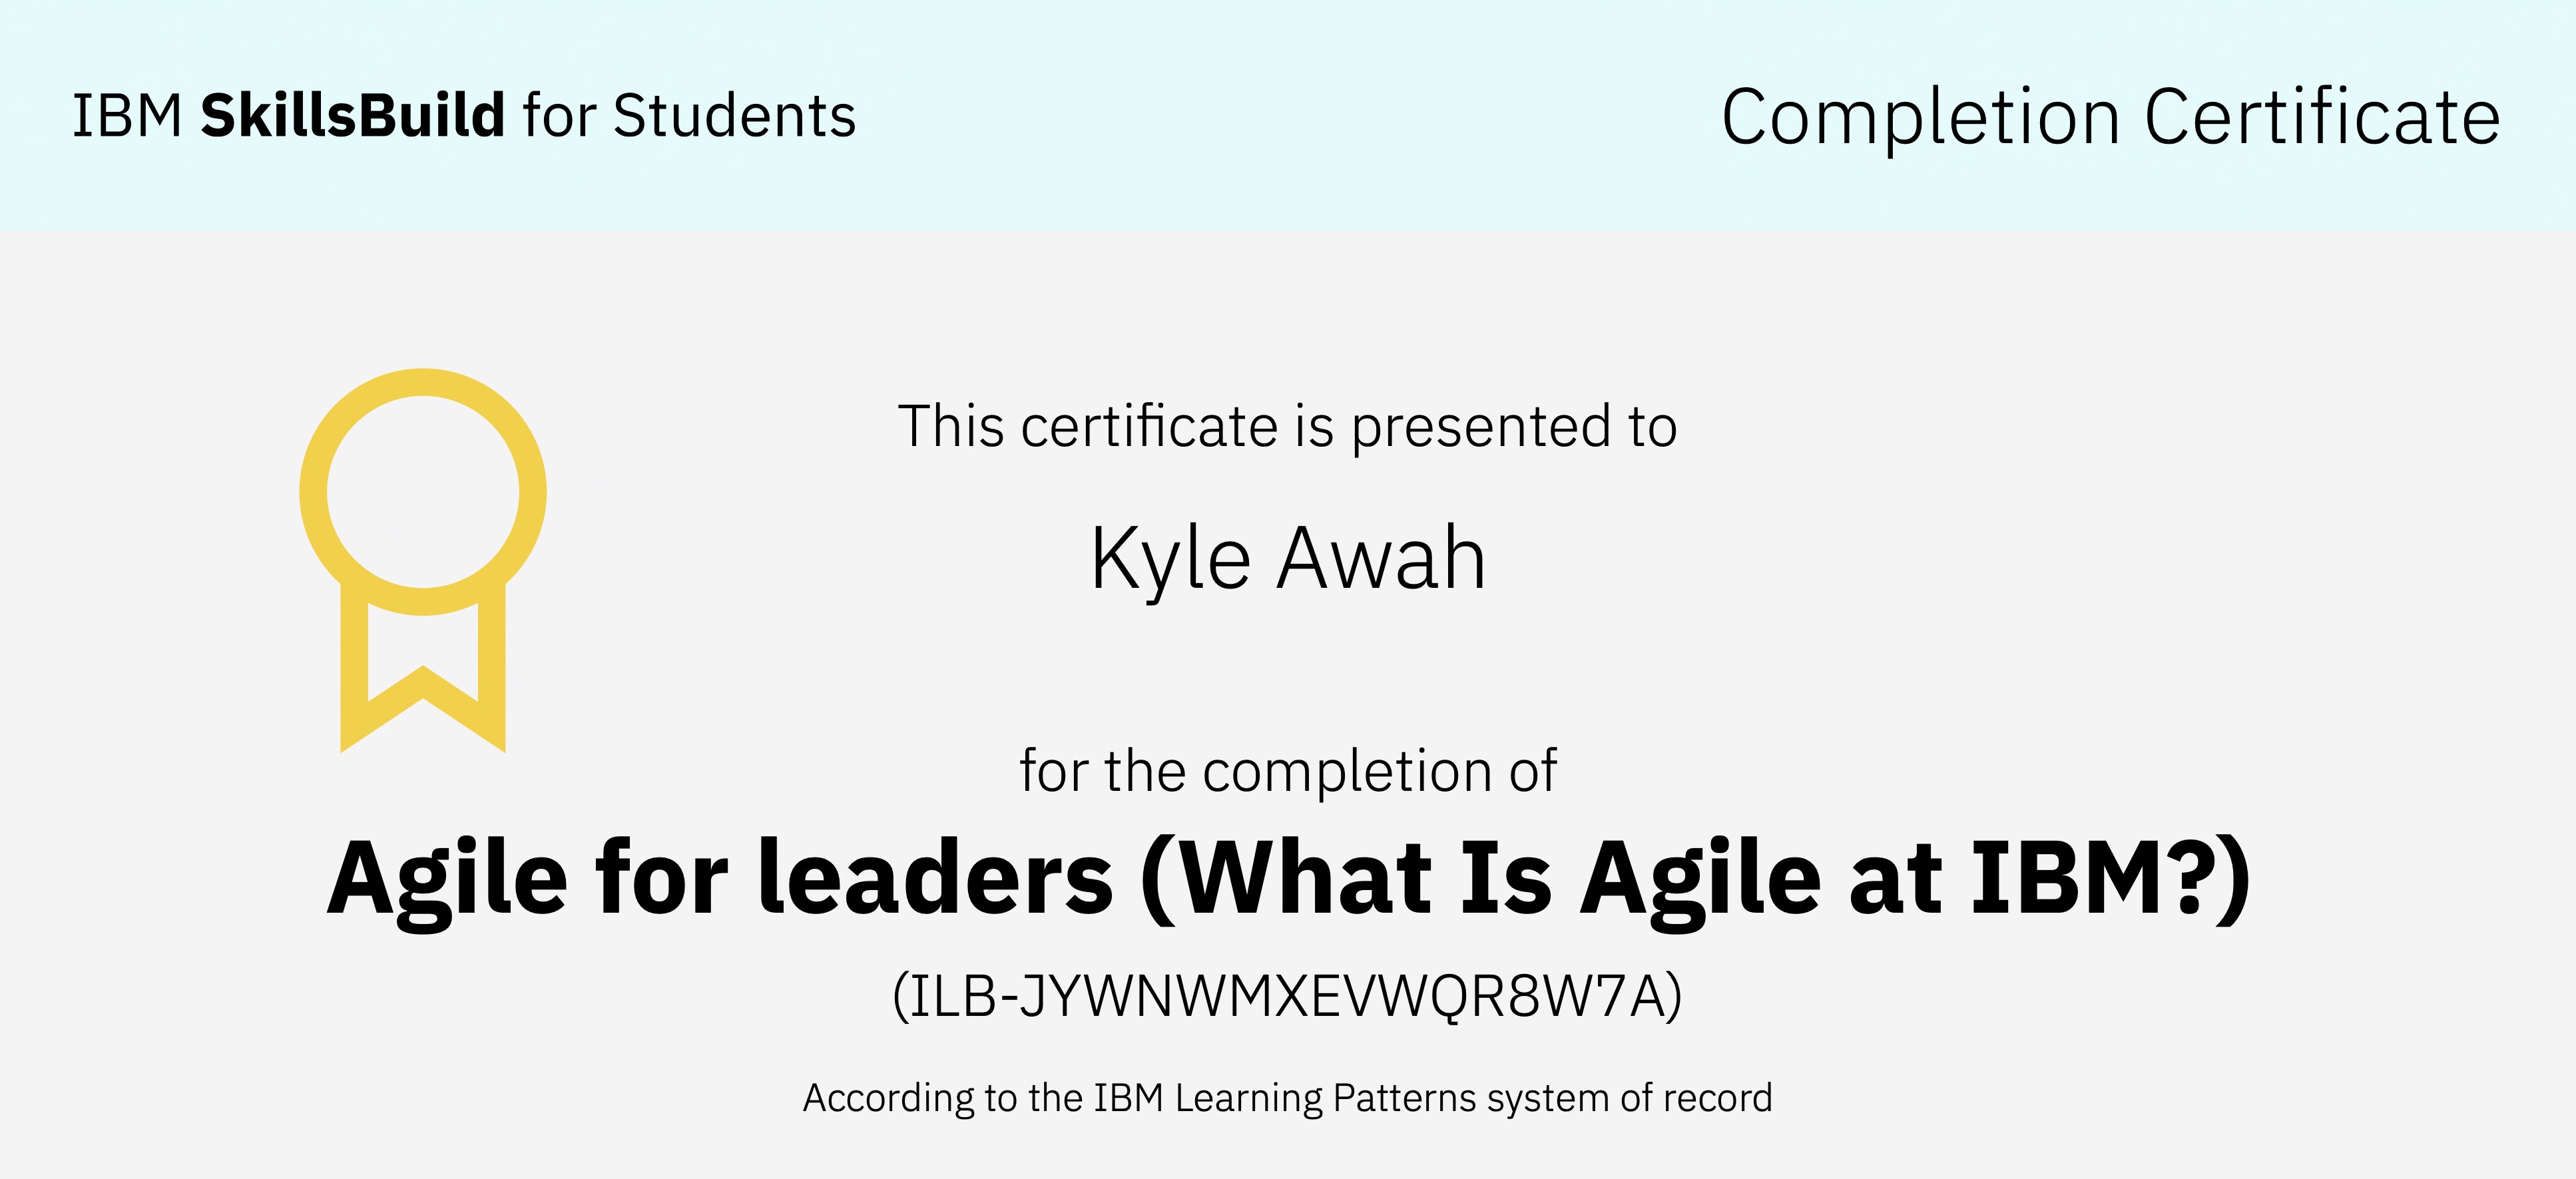 IBM SkillsBuild for Students
Completion Certificate
This certificate is presented to
Kyle Awah
for the completion of
Agile for leaders (What Is Agile at IBM?)
(ILB-JYWNWMXEVWQR8W7A)
According to the IBM Learning Patterns system of record